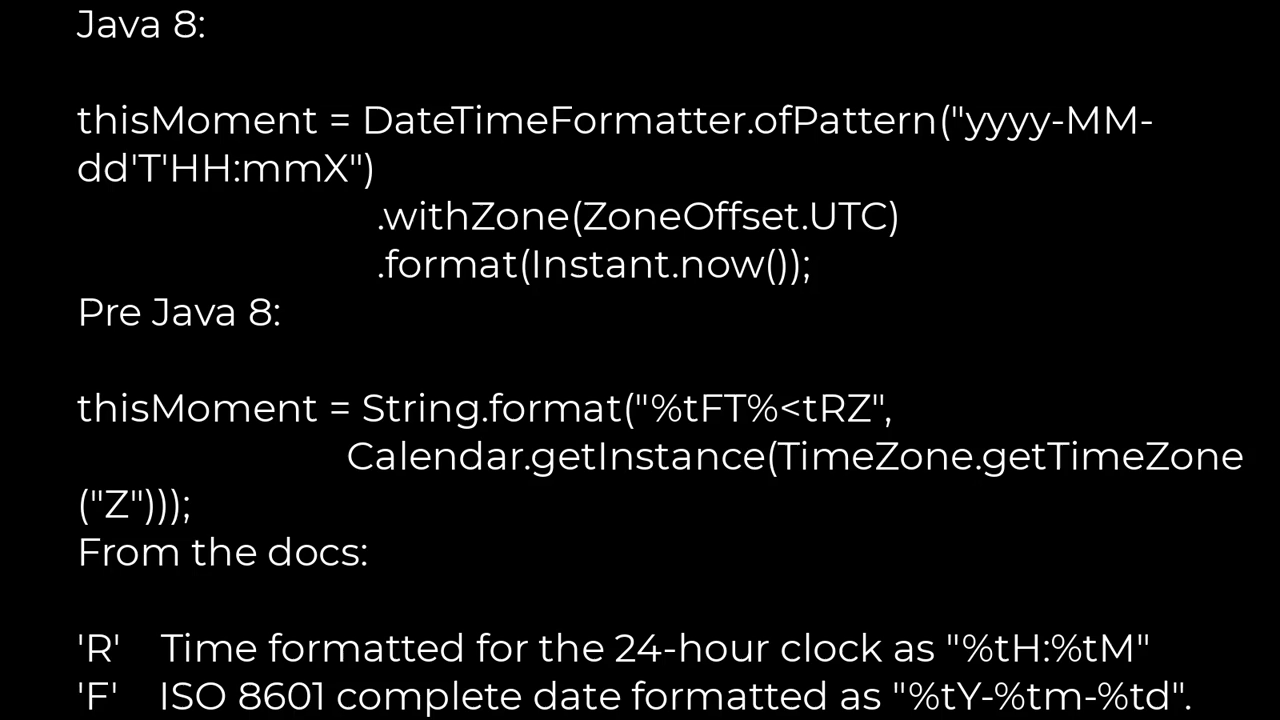 Java 8:
thisMoment = DateTimeFormatter.ofPattern("yyyy-MM-
dd'T'HH:mmX")
.withZone(ZoneOffset.UTC)
.format(Instant.now());
Pre Java 8:
thisMoment = String.format("%tFT%<tRZ",
Calendar.getInstance(TimeZone.getTimeZone
("Z")));
From the docs:
'R'    Time formatted for the 24-hour clock as "%tH:%tM"
'F'    ISO 8601 complete date formatted as "%tY-%tm-%td".